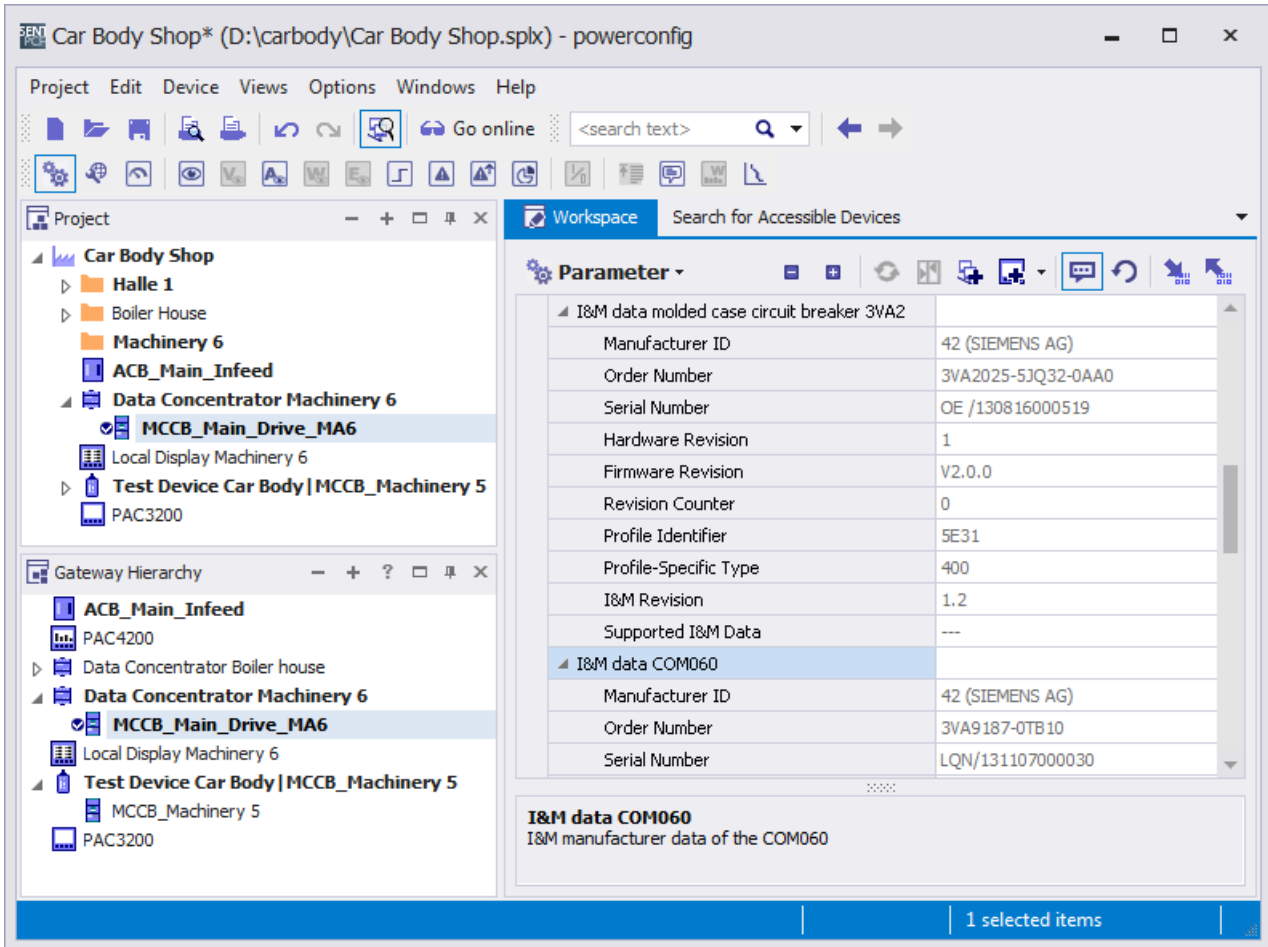 Car Body Shop* (D:\carbody\Car Body Shop.splx) - powerconfig
Project Edit Device Views Options Windows Help
Go online <search text>
Project
Car Body Shop
Halle 1
Boiler House
Machinery 6
ACB_Main_Infeed
Data Concentrator Machinery 6
MCCB_Main_Drive_MA6
Local Display Machinery 6
Test Device Car Body|MCCB_Machinery 5
PAC3200
Gateway Hierarchy
ACB_Main_Infeed
PAC4200
Data Concentrator Boiler house
Data Concentrator Machinery 6
MCCB_Main_Drive_MA6
Local Display Machinery 6
Test Device Car Body|MCCB_Machinery 5
MCCB_Machinery 5
PAC3200
Workspace Search for Accessible Devices
Parameter
I&M data molded case circuit breaker 3VA2
Manufacturer ID 42 (SIEMENS AG)
Order Number 3VA2025-5JQ32-0AA0
Serial Number OE /130816000519
Hardware Revision 1
Firmware Revision V2.0.0
Revision Counter 0
Profile Identifier 5E31
Profile-Specific Type 400
I&M Revision 1.2
Supported I&M Data ---
I&M data COM060
Manufacturer ID 42 (SIEMENS AG)
Order Number 3VA9187-0TB10
Serial Number LQN/131107000030
I&M data COM060
I&M manufacturer data of the COM060
1 selected items